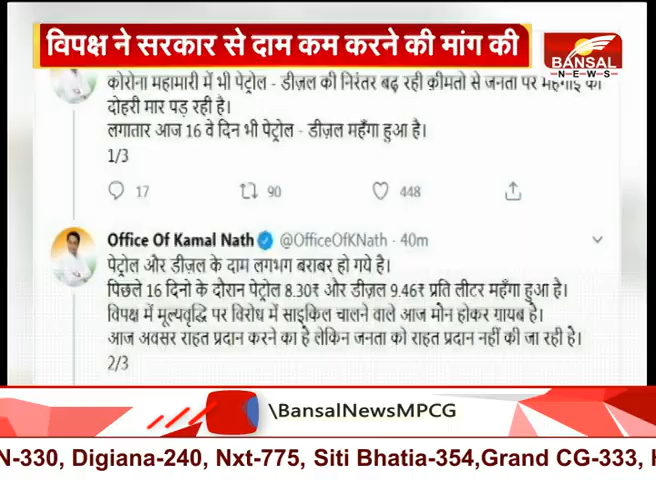 विपक्ष ने सरकार से दाम कम करने की मांग की
BANSAL
NEWS
कोरोना महामारी में भी पेट्रोल - डीज़ल की निरंतर बढ़ रही क़ीमतो से जनता पर महंगाई की
दोहरी मार पड़ रही है।
लगातार आज 16 वे दिन भी पेट्रोल - डीज़ल महँगा हुआ है।
1/3
17 90 448
Office Of Kamal Nath @OfficeOfKNath · 40m
पेट्रोल और डीज़ल के दाम लगभग बराबर हो गये है।
पिछले 16 दिनो के दौरान पेट्रोल 8.30₹ ओर डीज़ल 9.46₹ प्रति लीटर महँगा हुआ है।
विपक्ष में मूल्यवृद्धि पर विरोध में साइकिल चालने वाले आज मौन होकर गायब है।
आज अवसर राहत प्रदान करने का है लेकिन जनता को राहत प्रदान नहीं की जा रही है।
2/3
\BansalNewsMPCG
N-330, Digiana-240, Nxt-775, Siti Bhatia-354,Grand CG-333,